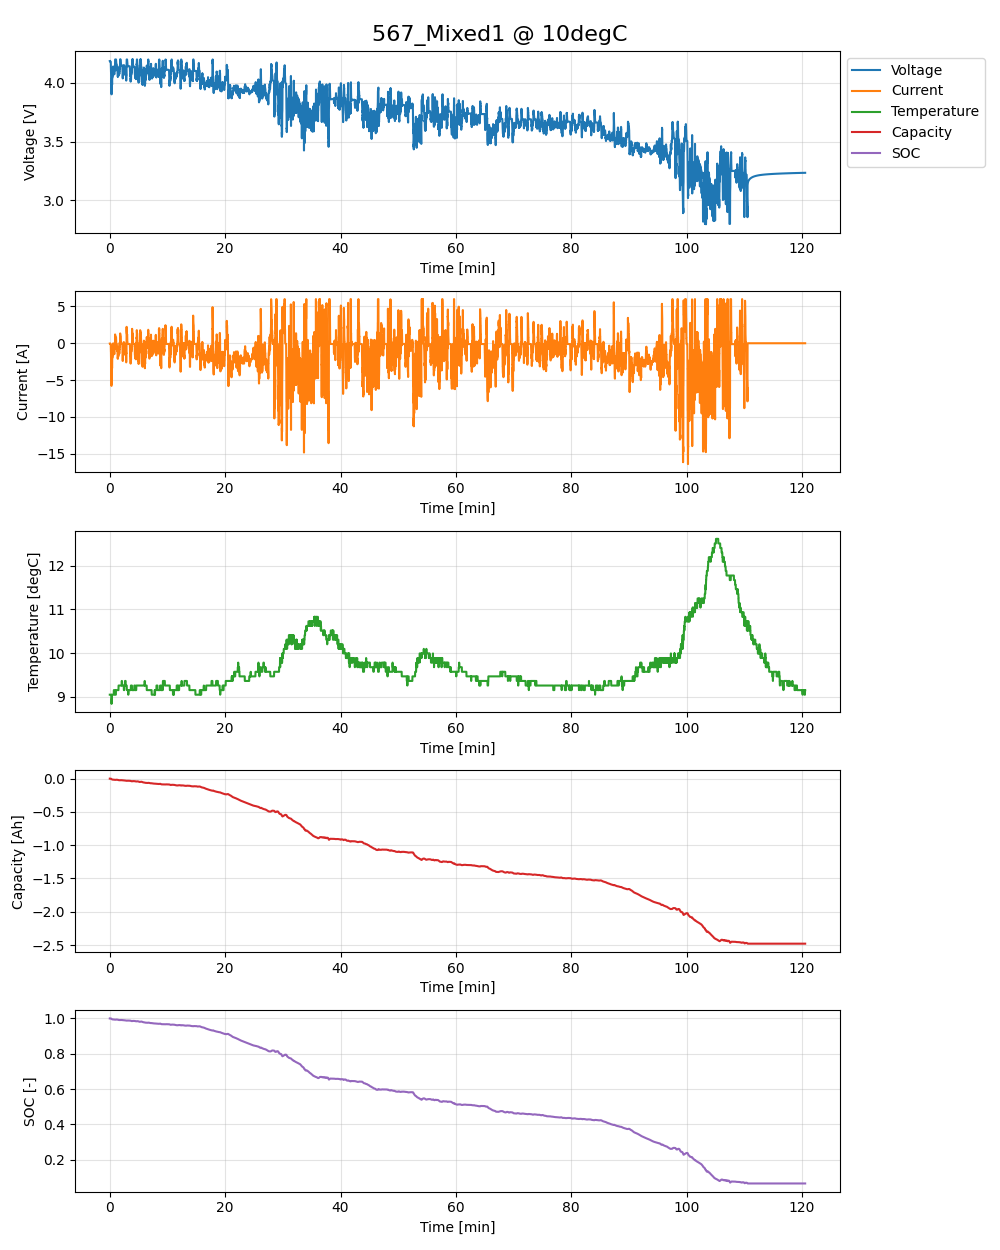 567_Mixed1 @ 10degC
Voltage [V]
4.0
3.5
3.0
0 20 40 60 80 100 120
Time [min]
Voltage
Current
Temperature
Capacity
SOC
Current [A]
5
0
−5
−10
−15
0 20 40 60 80 100 120
Time [min]
Temperature [degC]
12
11
10
9
0 20 40 60 80 100 120
Time [min]
Capacity [Ah]
0.0
−0.5
−1.0
−1.5
−2.0
−2.5
0 20 40 60 80 100 120
Time [min]
SOC [-]
1.0
0.8
0.6
0.4
0.2
0 20 40 60 80 100 120
Time [min]